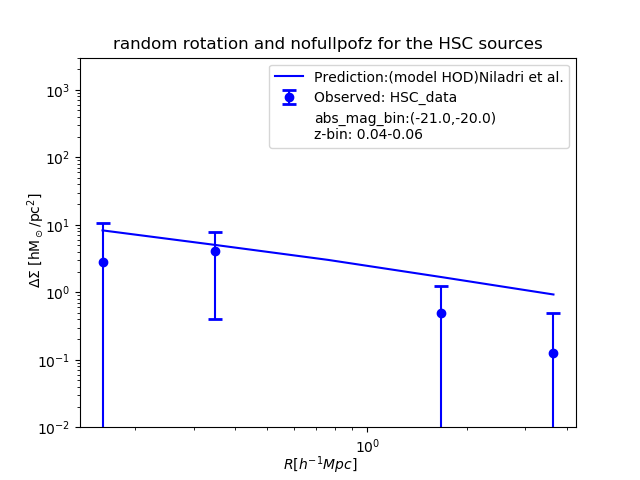 random rotation and nofullpofz for the HSC sources
Prediction:(model HOD)Niladri et al.
Observed: HSC_data
abs_mag_bin:(-21.0,-20.0)
z-bin: 0.04-0.06
10³
10²
10¹
10⁰
10⁻¹
10⁻²
ΔΣ [hM⊙/pc²]
10⁰
R[h⁻¹Mpc]